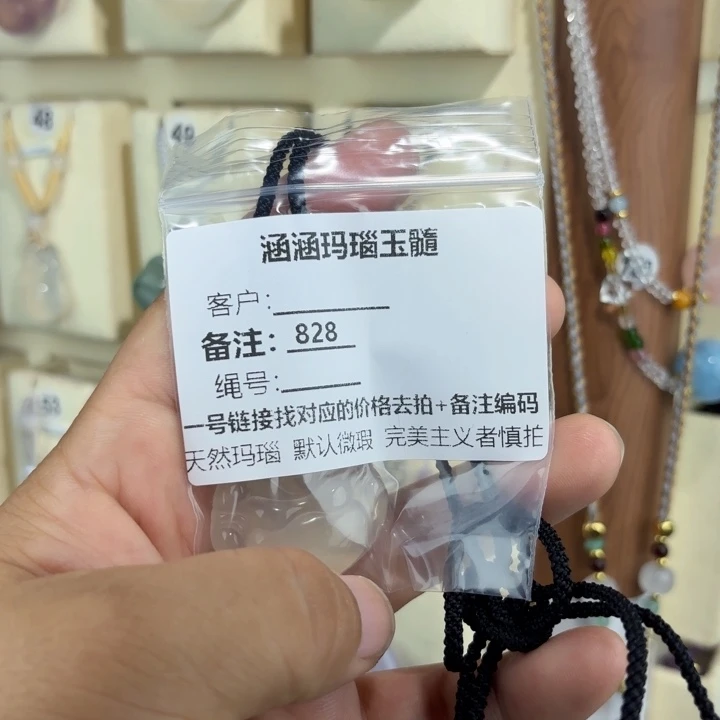 48
49
涵涵玛瑙玉髓
客户：
备注：828
绳号：
一号链接找对应的价格去拍+备注编码
天然玛瑙 默认微瑕 完美主义者慎拍